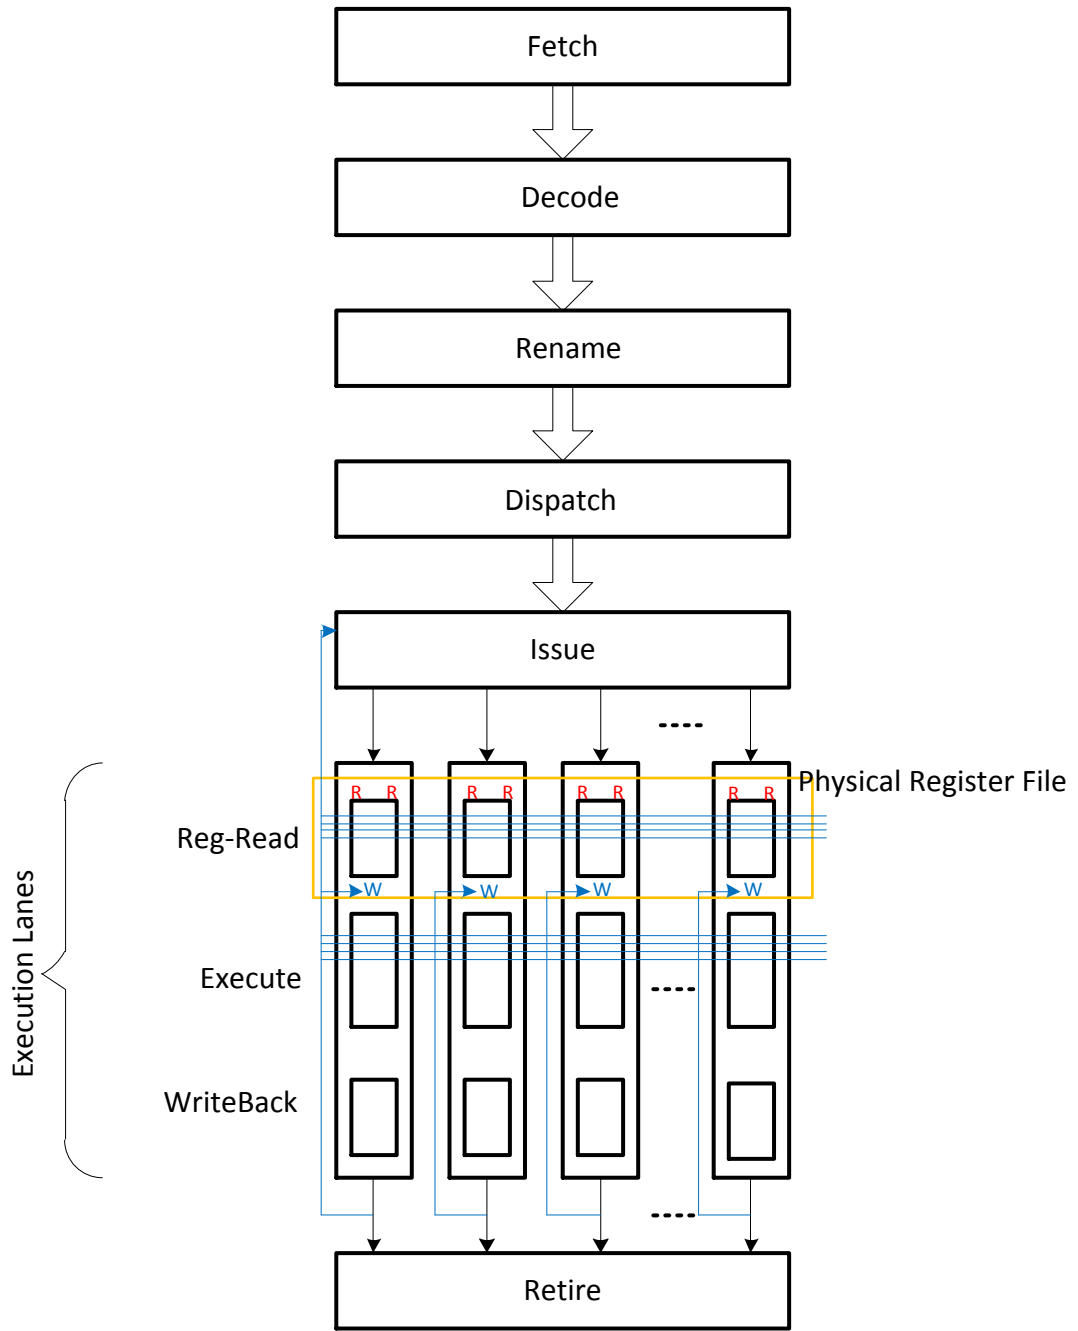 Fetch
Decode
Rename
Dispatch
Issue
Physical Register File
R R R R R R R R
Reg-Read
W W W W
Execution Lanes
Execute
WriteBack
Retire